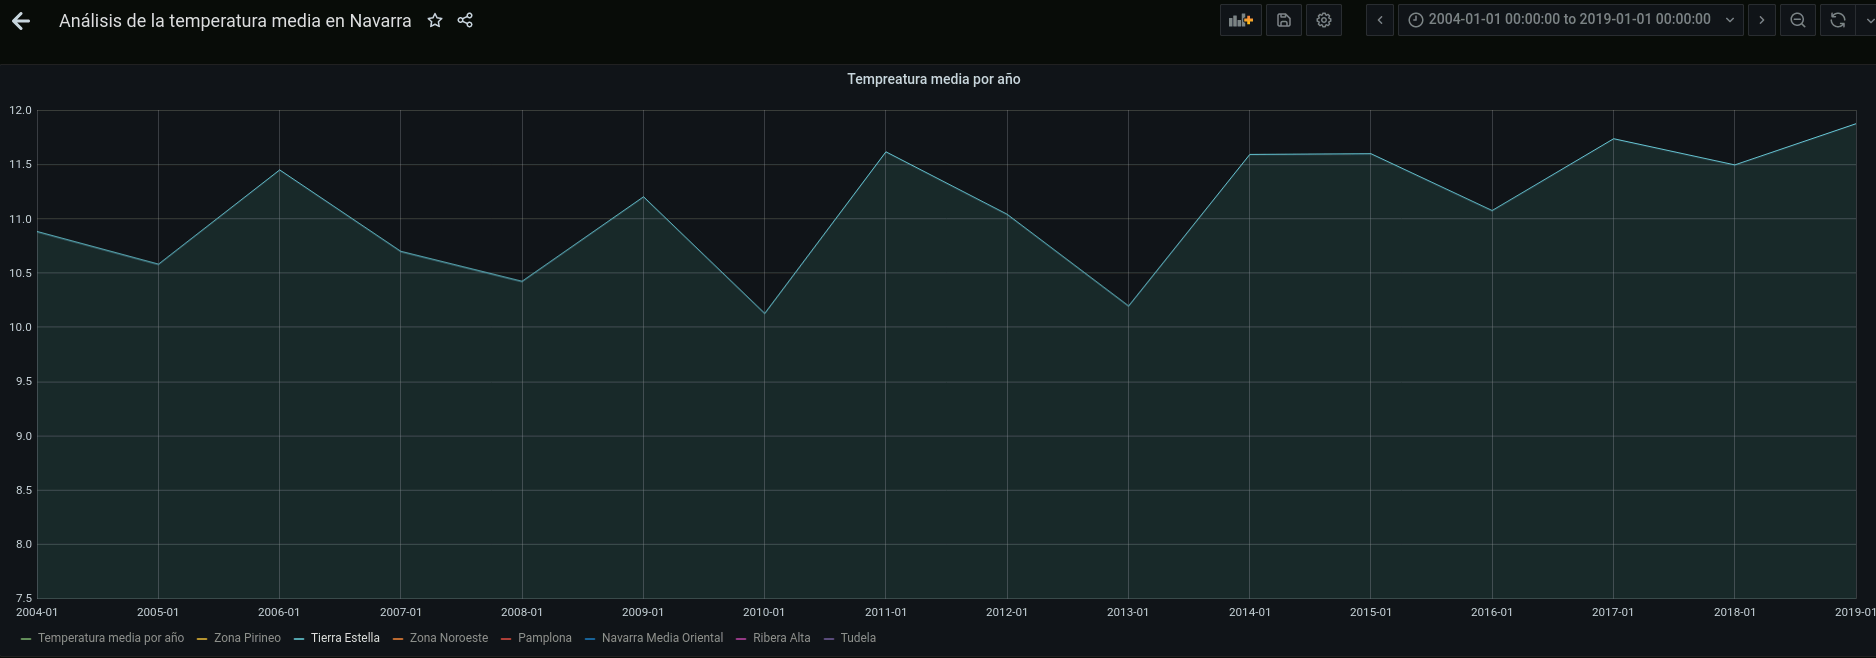 Análisis de la temperatura media en Navarra
2004-01-01 00:00:00 to 2019-01-01 00:00:00
Tempreatura media por año
12.0
11.5
11.0
10.5
10.0
9.5
9.0
8.5
8.0
7.5
2004-01 2005-01 2006-01 2007-01 2008-01 2009-01 2010-01 2011-01 2012-01 2013-01 2014-01 2015-01 2016-01 2017-01 2018-01 2019-01
Temperatura media por año Zona Pirineo Tierra Estella Zona Noroeste Pamplona Navarra Media Oriental Ribera Alta Tudela